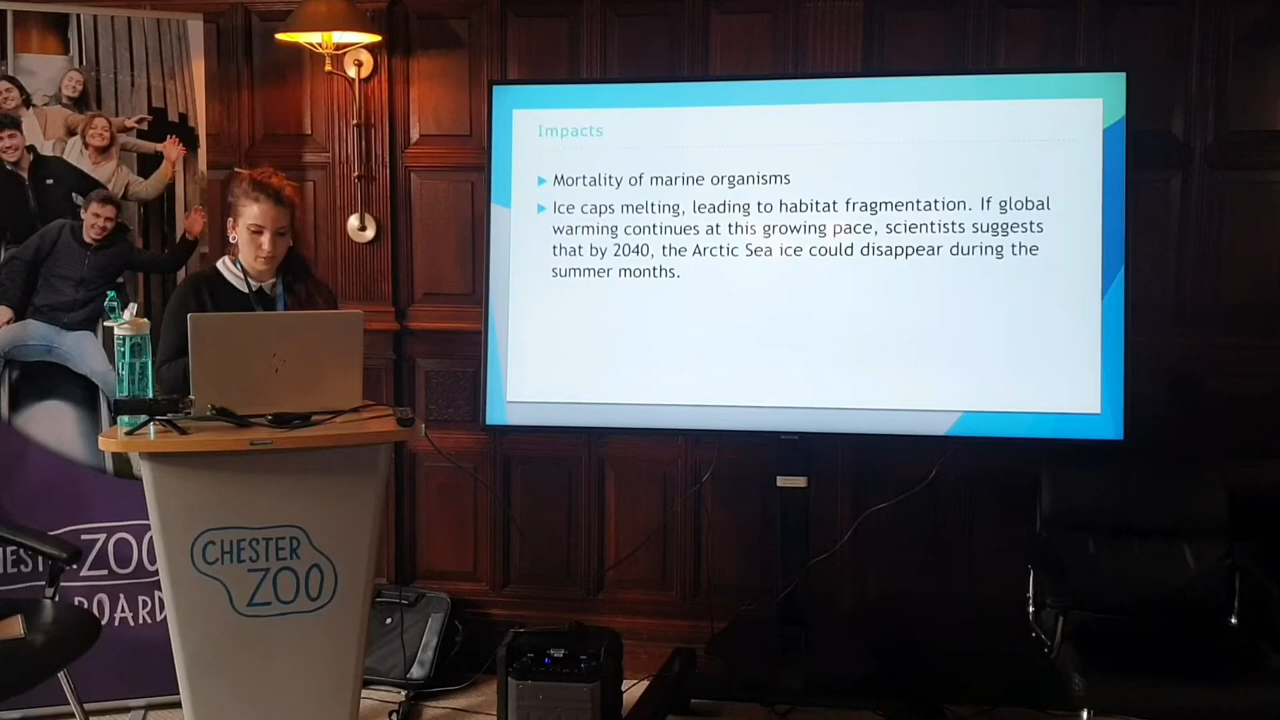 Impacts
Mortality of marine organisms
Ice caps melting, leading to habitat fragmentation. If global
warming continues at this growing pace, scientists suggests
that by 2040, the Arctic Sea ice could disappear during the
summer months.
CHESTER
ZOO
ZOO
BOARD
hp